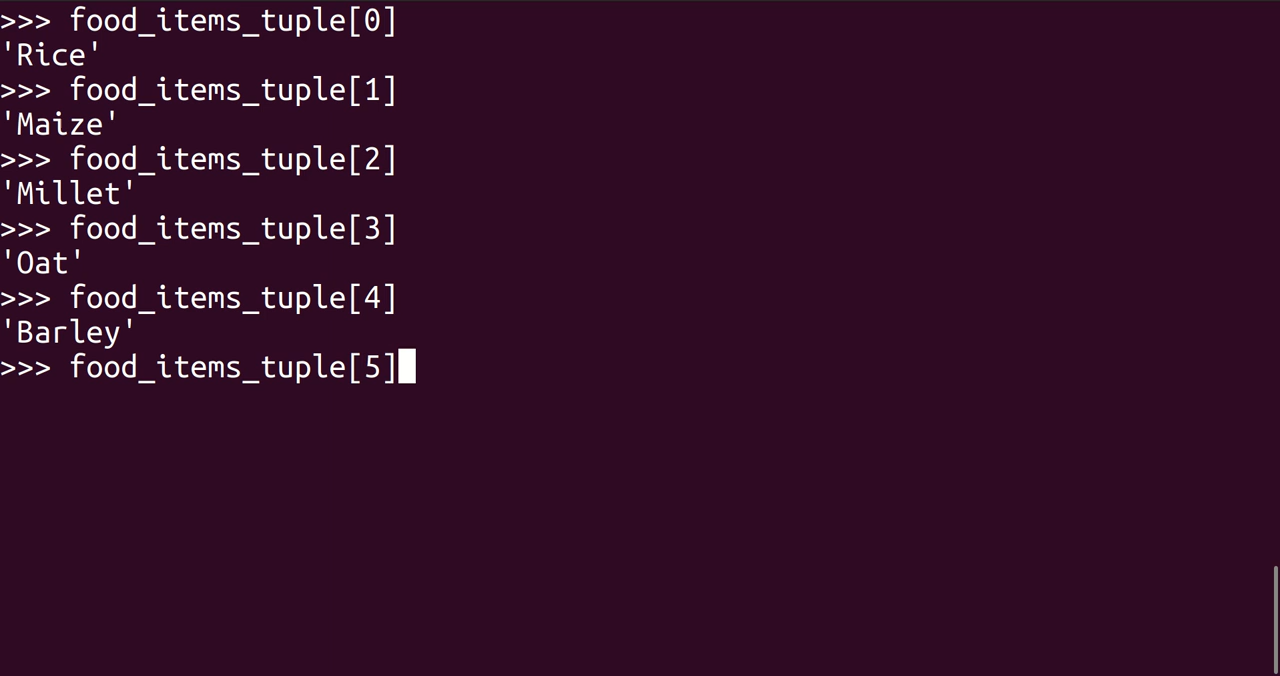 >>> food_items_tuple[0]
'Rice'
>>> food_items_tuple[1]
'Maize'
>>> food_items_tuple[2]
'Millet'
>>> food_items_tuple[3]
'Oat'
>>> food_items_tuple[4]
'Barley'
>>> food_items_tuple[5]